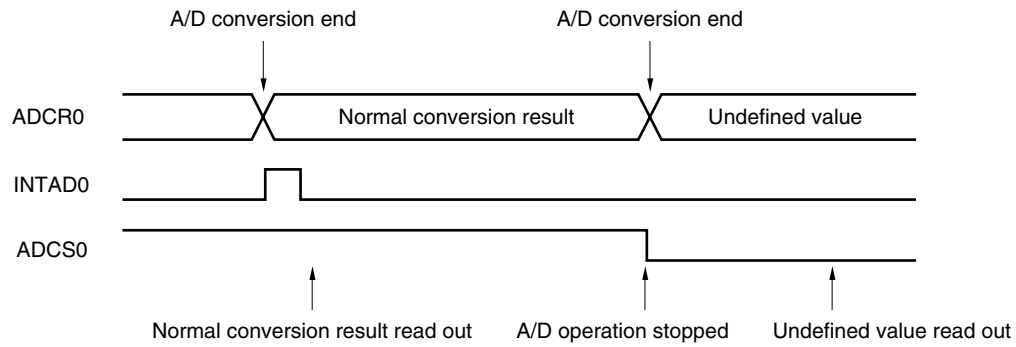 A/D conversion end
A/D conversion end
ADCR0
Normal conversion result
Undefined value
INTAD0
ADCS0
Normal conversion result read out
A/D operation stopped
Undefined value read out